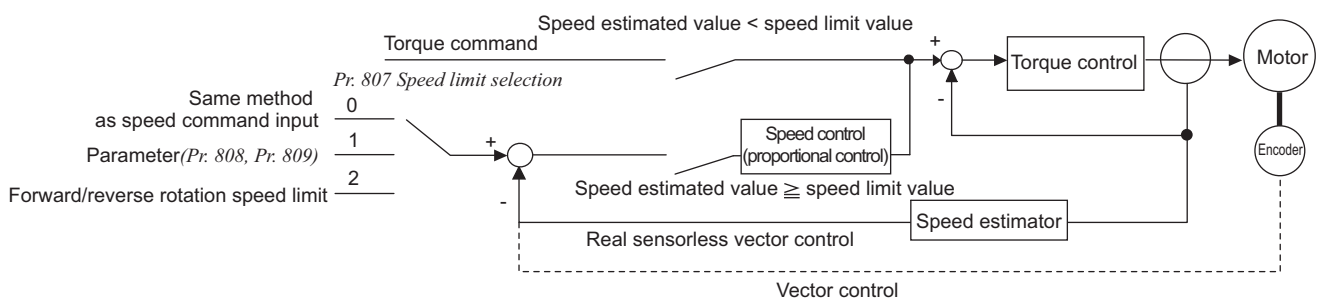 Speed estimated value < speed limit value
Torque command
Pr. 807 Speed limit selection
Same method
as speed command input
0
Parameter(Pr. 808, Pr. 809)
1
Forward/reverse rotation speed limit
2
+
-
Speed control
(proportional control)
Speed estimated value ≧ speed limit value
+
-
Torque control
Motor
Encoder
Speed estimator
Real sensorless vector control
Vector control